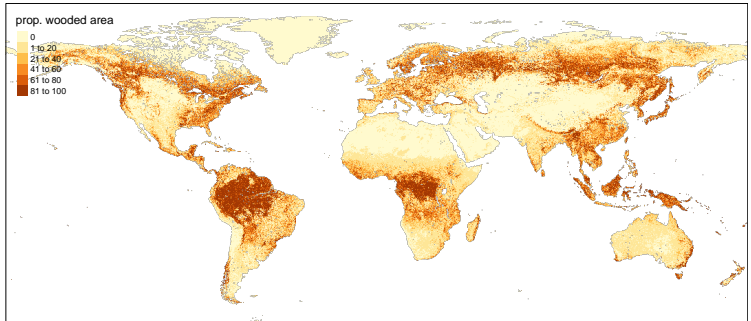 prop. wooded area
0
1 to 20
21 to 40
41 to 60
61 to 80
81 to 100